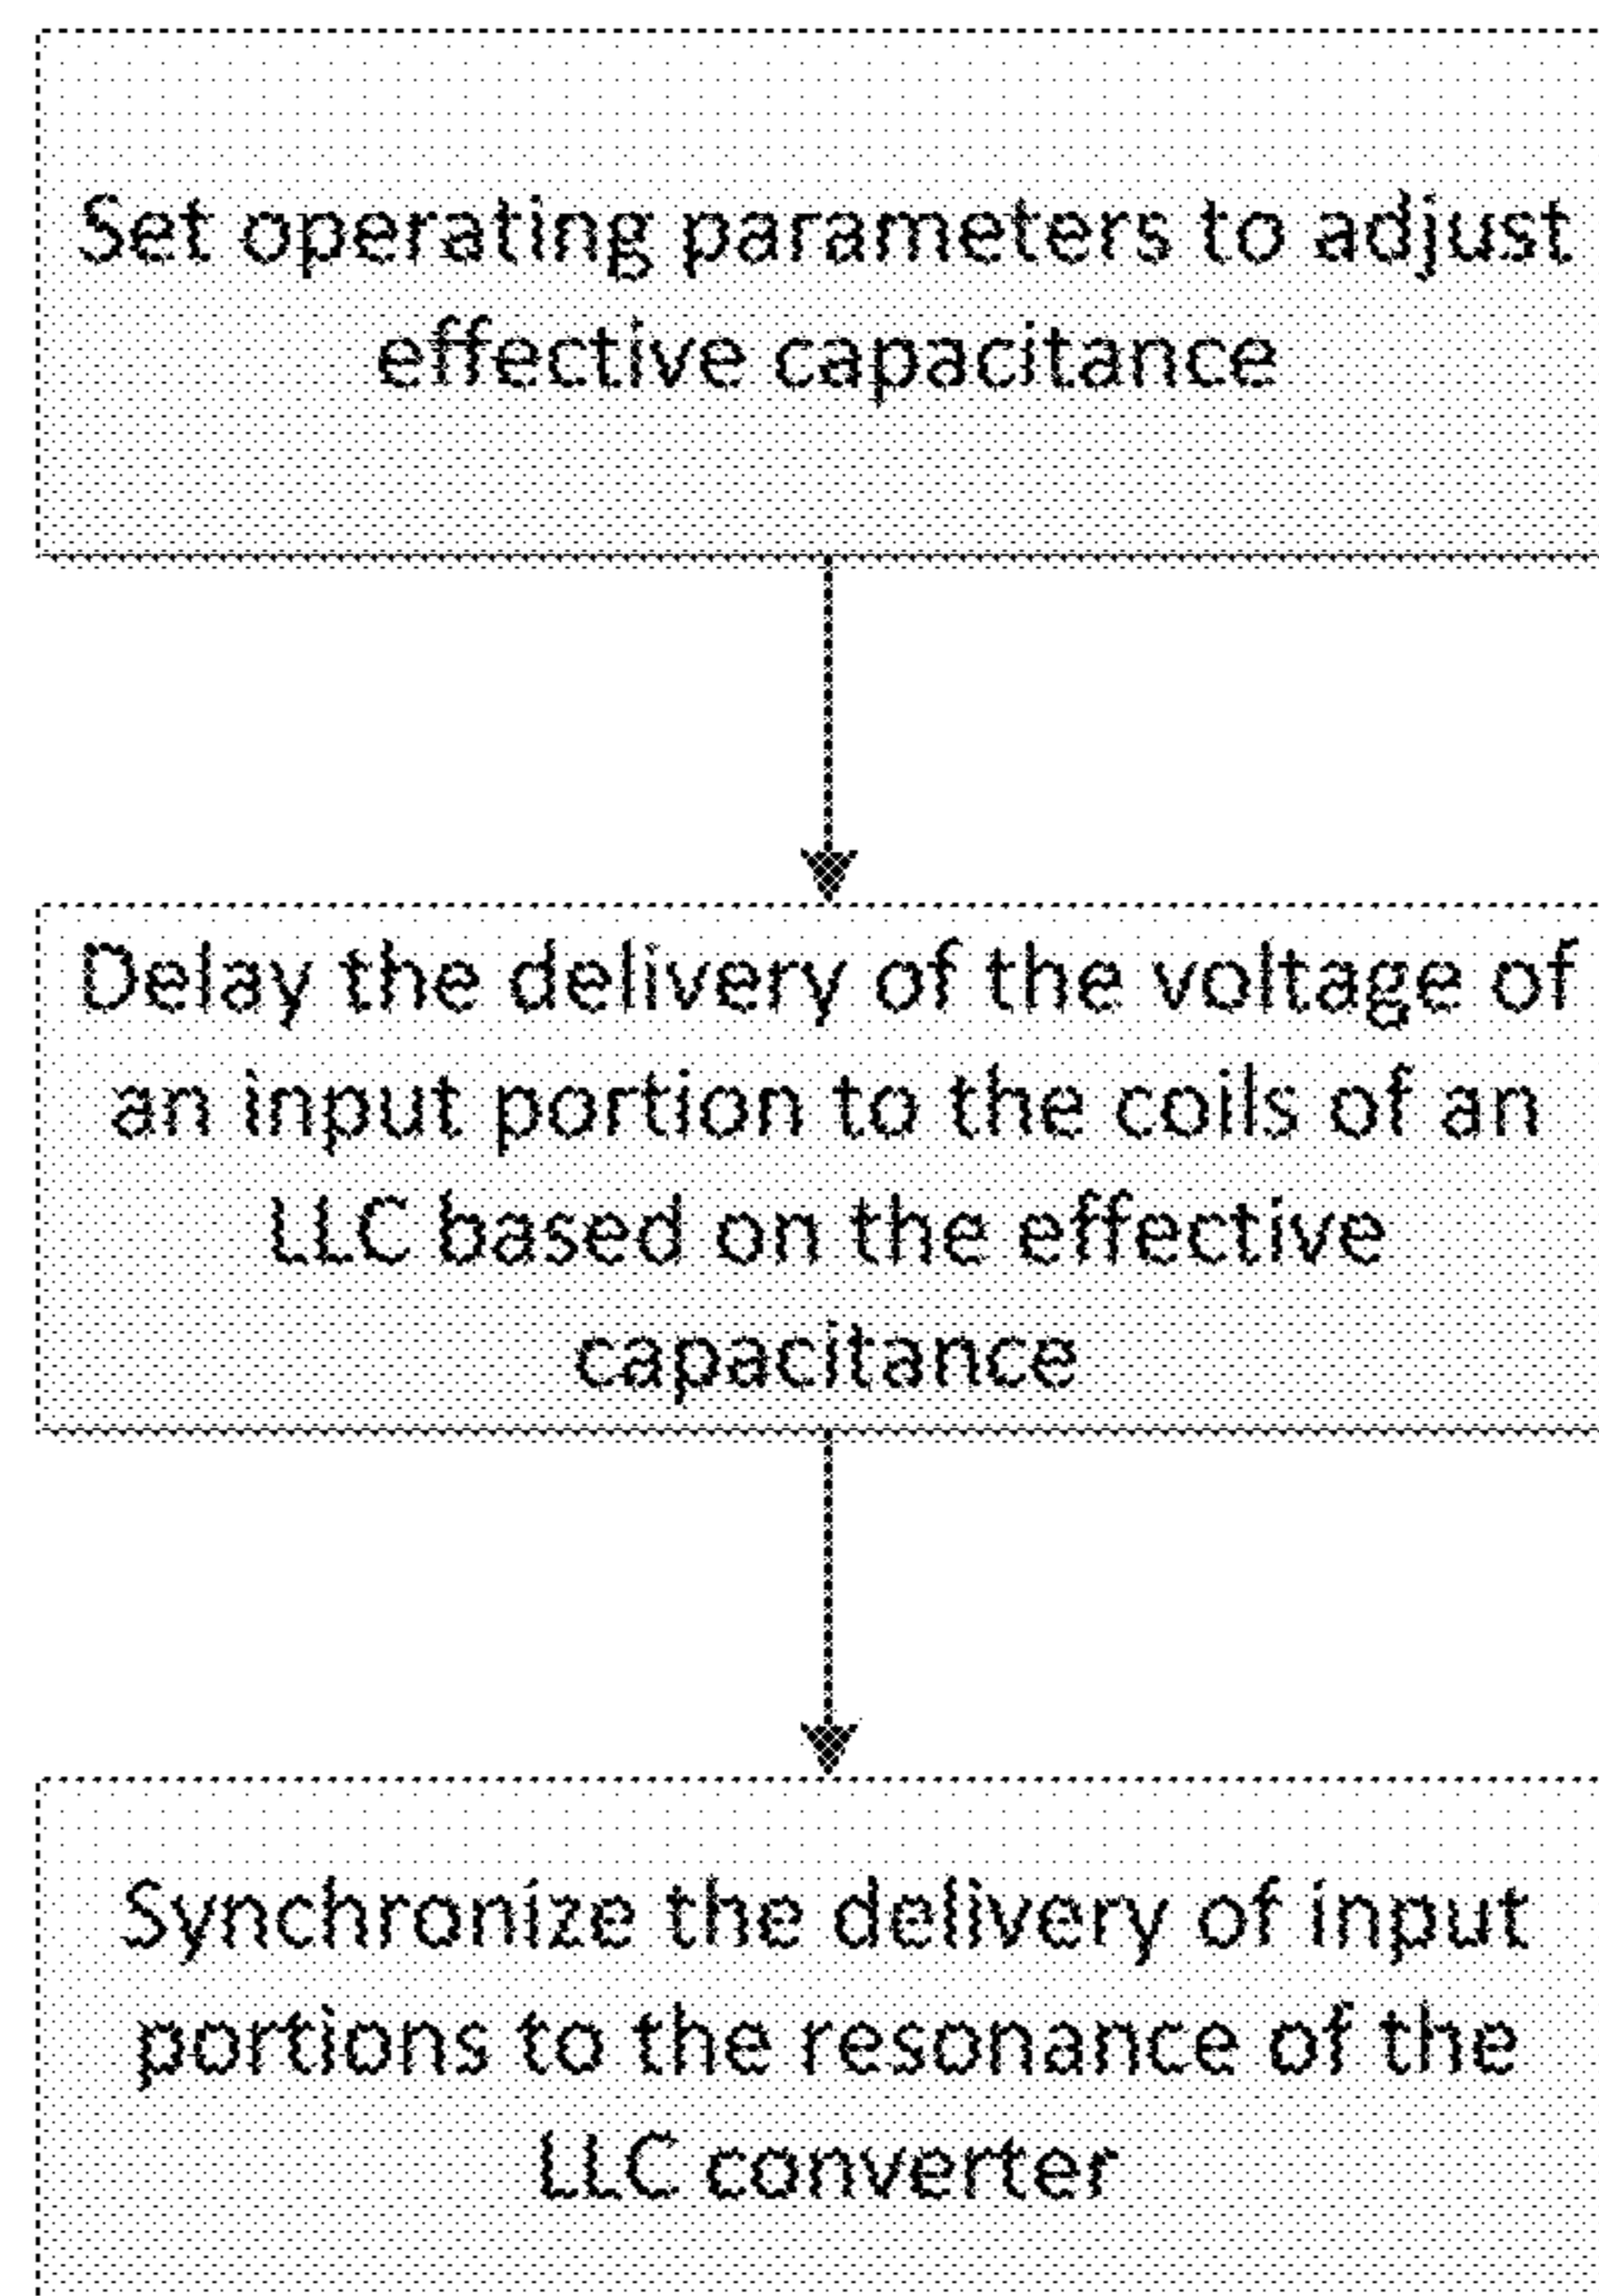 Set operating parameters to adjust
effective capacitance
Delay the delivery of the voltage of
an input portion to the coils of an
LLC based on the effective
capacitance
Synchronize the delivery of input
portions to the resonance of the
LLC converter